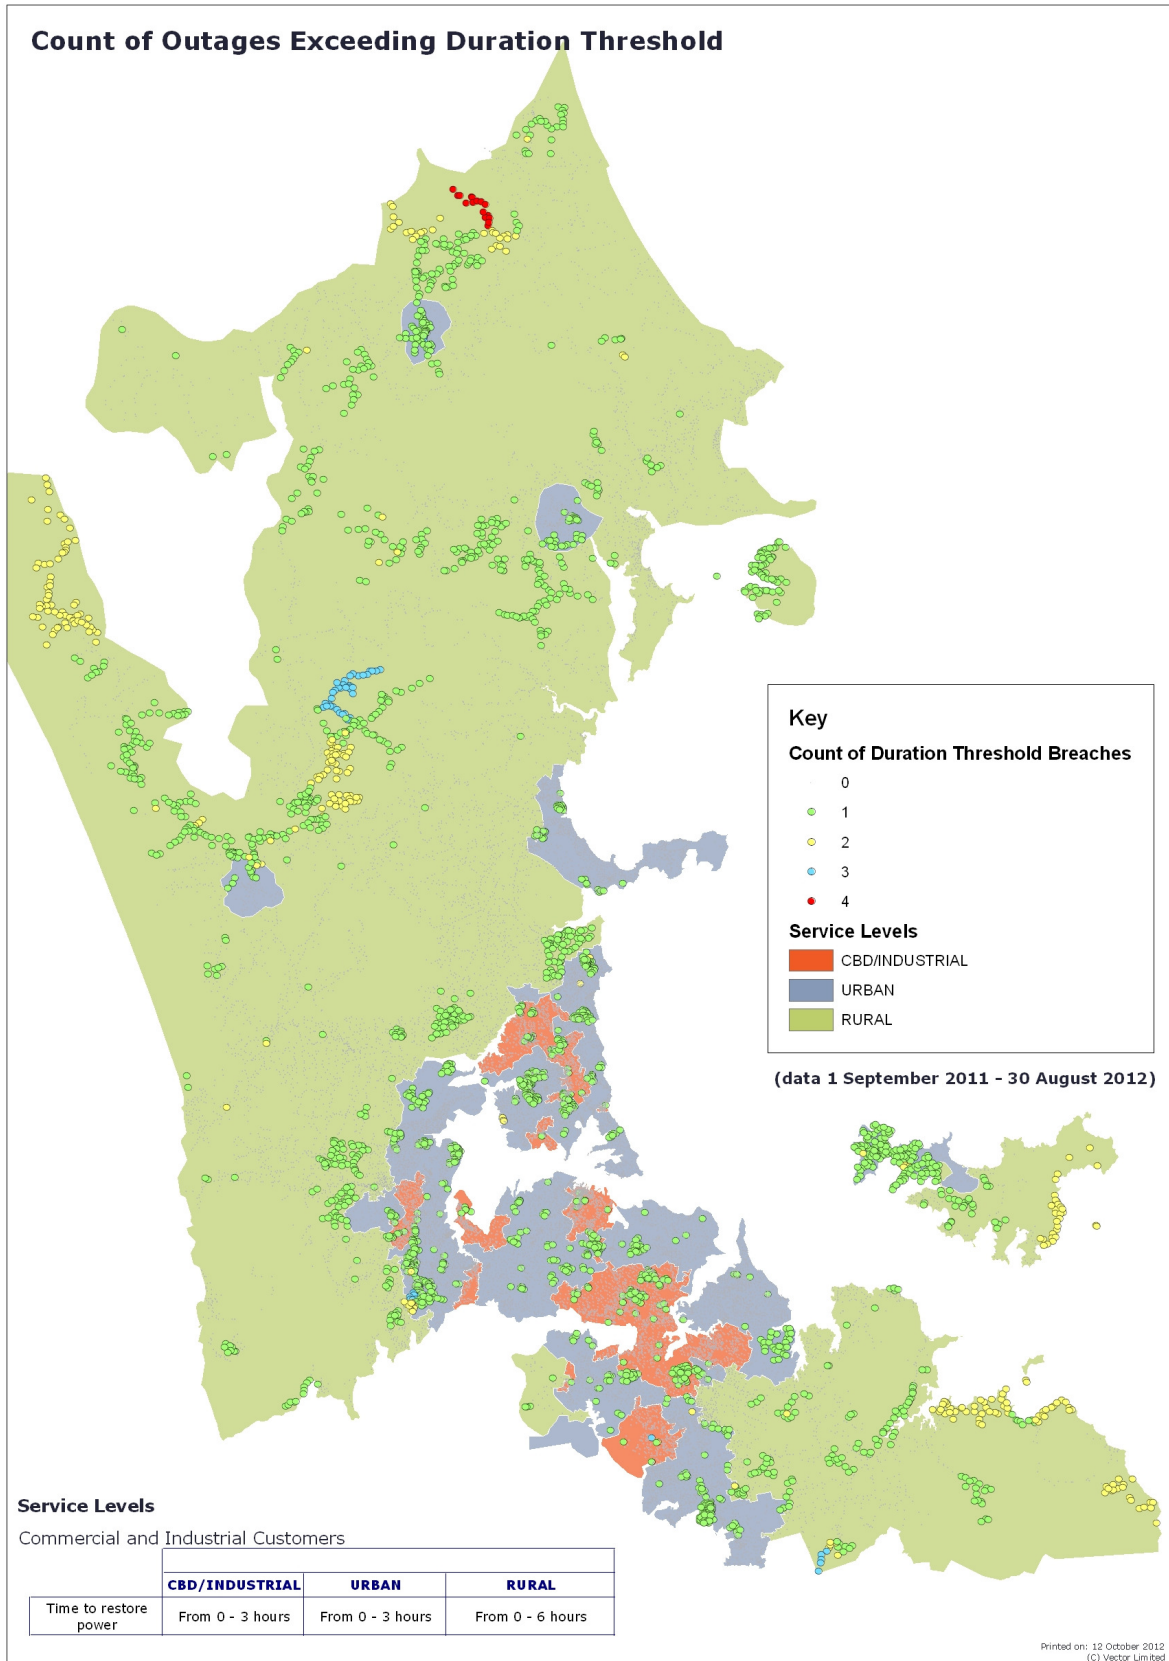 Count of Outages Exceeding Duration Threshold
Key
Count of Duration Threshold Breaches
0
1
2
3
4
Service Levels
CBD/INDUSTRIAL
URBAN
RURAL
(data 1 September 2011 - 30 August 2012)
Service Levels
Commercial and Industrial Customers
CBD/INDUSTRIAL URBAN RURAL
Time to restore
power
From 0 - 3 hours From 0 - 3 hours From 0 - 6 hours
Printed on: 12 October 2012
(C) Vector Limited